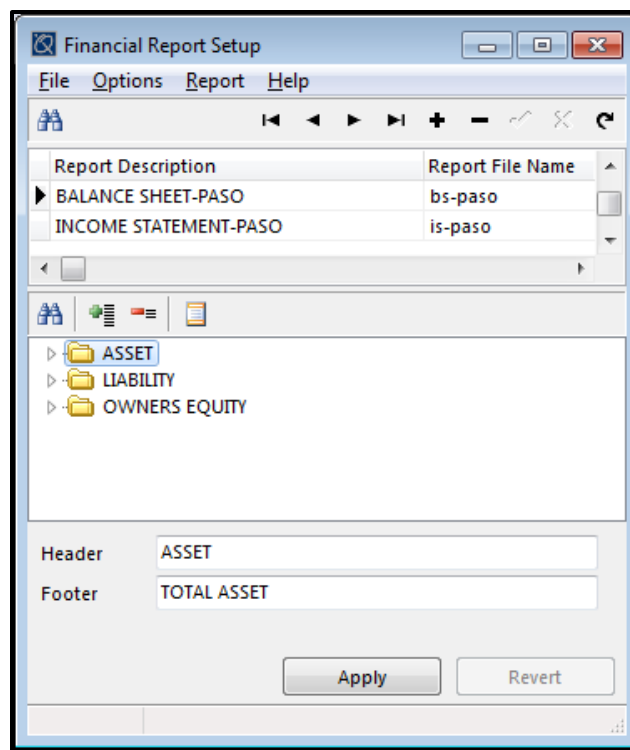 Financial Report Setup
File Options Report Help
Report Description Report File Name
BALANCE SHEET-PASO bs-paso
INCOME STATEMENT-PASO is-paso
ASSET
LIABILITY
OWNERS EQUITY
Header ASSET
Footer TOTAL ASSET
Apply Revert